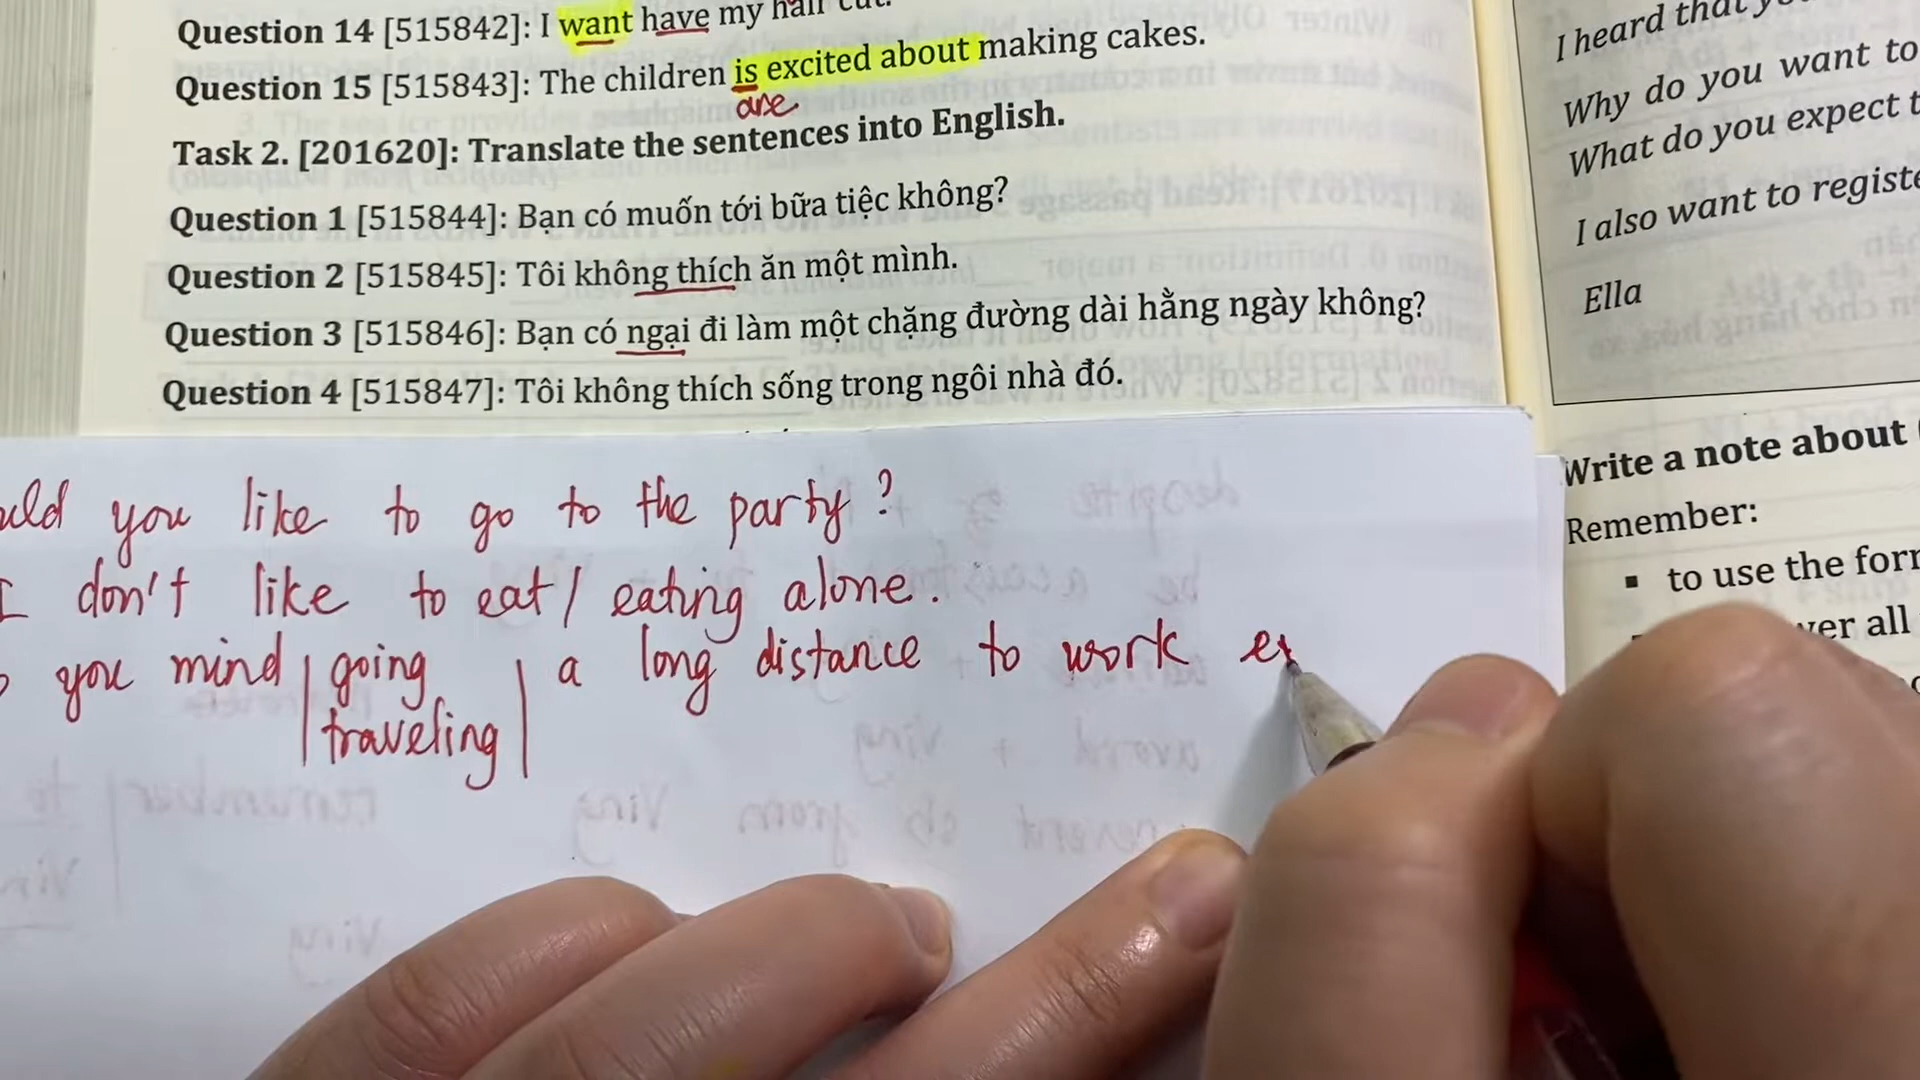 Question 14 [515842]: I want have my hair cut.
Question 15 [515843]: The children is excited about making cakes.
are
Task 2. [201620]: Translate the sentences into English.
Question 1 [515844]: Bạn có muốn tới bữa tiệc không?
Question 2 [515845]: Tôi không thích ăn một mình.
Question 3 [515846]: Bạn có ngại đi làm một chặng đường dài hằng ngày không?
Question 4 [515847]: Tôi không thích sống trong ngôi nhà đó.
uld you like to go to the party?
I don't like to eat / eating alone.
you mind | going | a long distance to work
traveling
I heard that
Why do you want to
What do you expect
I also want to
Ella
Write a note about
Remember:
▪ to use the
all